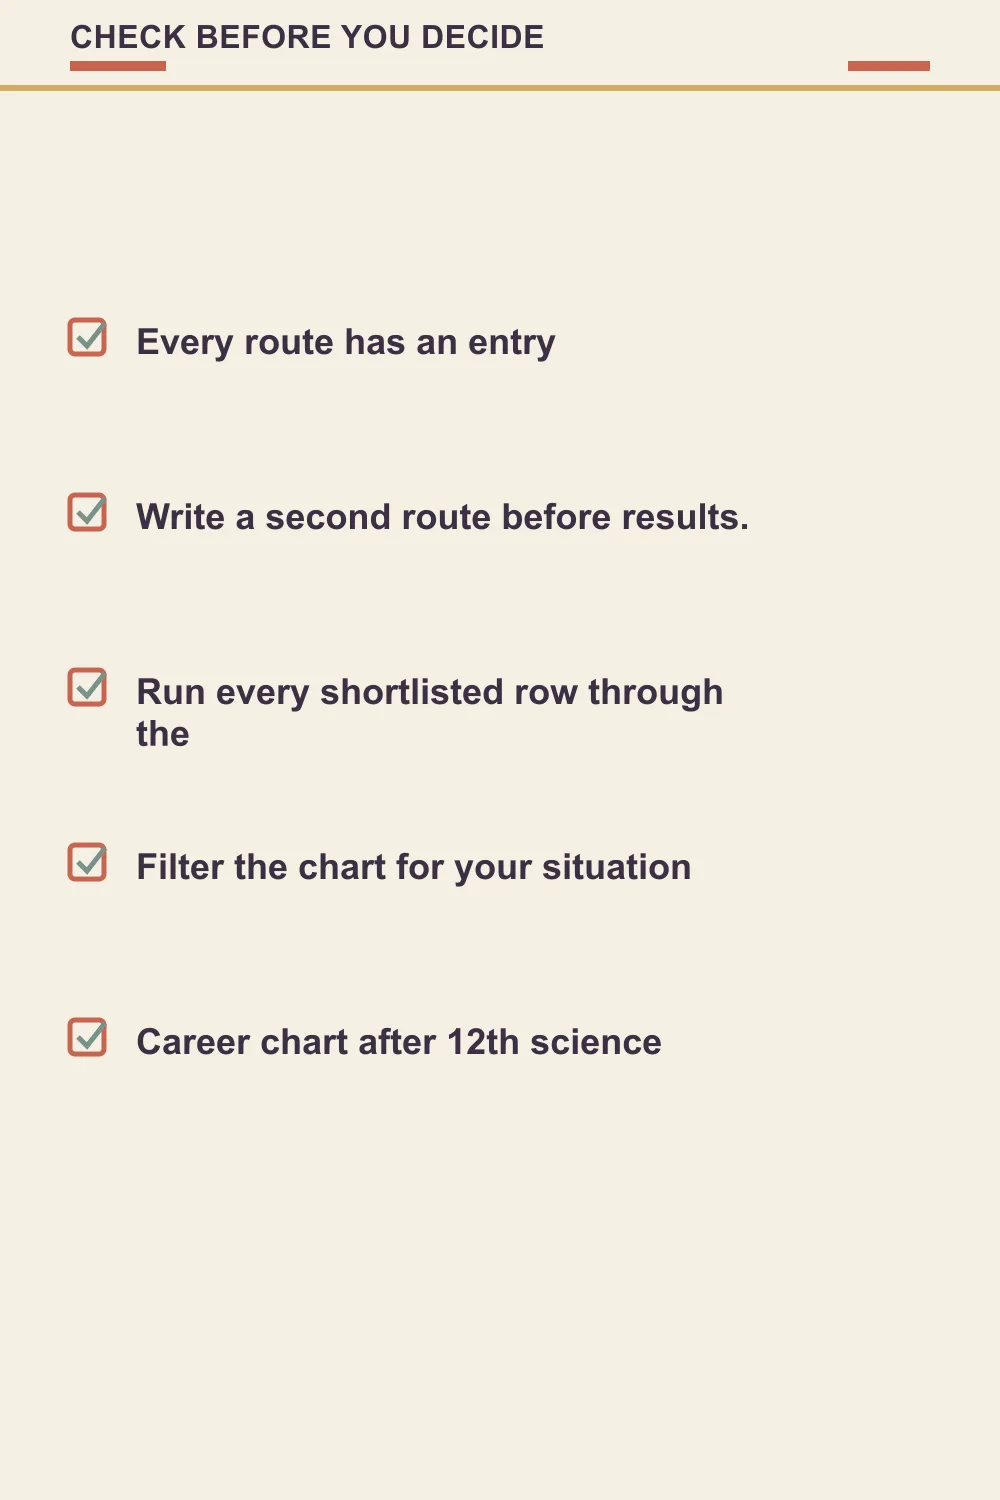 CHECK BEFORE YOU DECIDE
Every route has an entry
Write a second route before results.
Run every shortlisted row through
the
Filter the chart for your situation
Career chart after 12th science